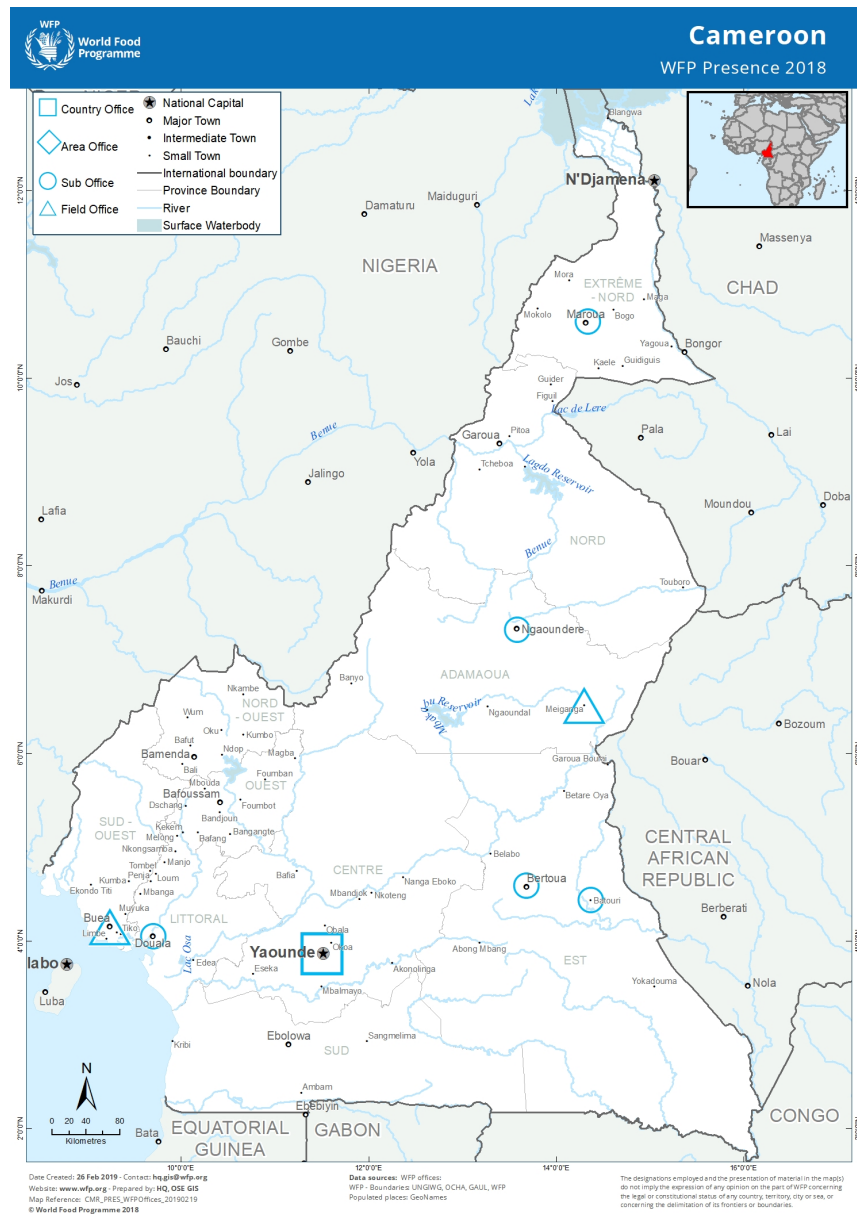 WFP
World Food
Programme
Cameroon
WFP Presence 2018
Country Office
Area Office
Sub Office
Field Office
National Capital
Major Town
Intermediate Town
Small Town
International boundary
Province Boundary
River
Surface Waterbody
Blangwa
N'Djamena
12°0'0"N
Damaturu
Maiduguri
Massenya
NIGERIA
CHAD
Mora
EXTRÊME
- NORD
Maga
Mokolo
Maroua
Bogo
Bauchi
Gombe
Yagoua
Bongor
Kaele
Guidiguis
Jos
10°0'0"N
Guider
Figuil
Lac de Lere
Benue
Garoua
Pitoa
Pala
Lai
Yola
Tcheboa
Lagdo Reservoir
Jalingo
Lafia
Moundou
Doba
NORD
Benue
8°0'0"N
Benue
Makurdi
Touboro
Ngaoundere
ADAMAOUA
Banyo
Nkambe
NORD
- OUEST
Wum
Ngaoundal
Meiganga
Bozoum
Oku
Kumbo
Bafut
Ndop
Bamenda
Magba
6°0'0"N
Garoua Bourai
Bouar
Bali
Foumban
Mbouda
OUEST
Bafoussam
Betare Oya
Dschang
Foumbot
Bandjoun
SUD -
OUEST
Kekem
Melong
Bafang
Bangangte
Nkongsamba
CENTRAL
AFRICAN
REPUBLIC
Belabo
Manjo
Tombel
Penja
Loum
Bafia
CENTRE
Kumba
Nanga Eboko
Bertoua
Ekondo Titi
Mbanga
Mbandjok
Nkoteng
Batouri
Muyuka
Berberati
Buea
Tiko
LITTORAL
Limbe
Douala
Obala
4°0'0"N
Lac Osa
Okoa
Yaounde
Abong Mbang
labo
Edea
Eseka
Akonolinga
EST
Mbalmayo
Yokadouma
Nola
Luba
Ebolowa
Sangmelima
Kribi
SUD
N
Ambam
Ebebiyin
0 20 40 80
Kilometres
Bata
EQUATORIAL
GUINEA
GABON
CONGO
2°0'0"N
10°0'0"E
12°0'0"E
14°0'0"E
16°0'0"E
Date Created: 26 Feb 2019 - Contact: hq.gis@wfp.org
Website: www.wfp.org - Prepared by: HQ, OSE GIS
Map Reference: CMR_PRES_WFPOffices_20190219
© World Food Programme 2018
Data sources: WFP offices:
WFP - Boundaries: UNGIWG, OCHA, GAUL, WFP
Populated places: GeoNames
The designations employed and the presentation of material in the map(s)
do not imply the expression of any opinion on the part of WFP concerning
the legal or constitutional status of any country, territory, city or sea, or
concerning the delimitation of its frontiers or boundaries.